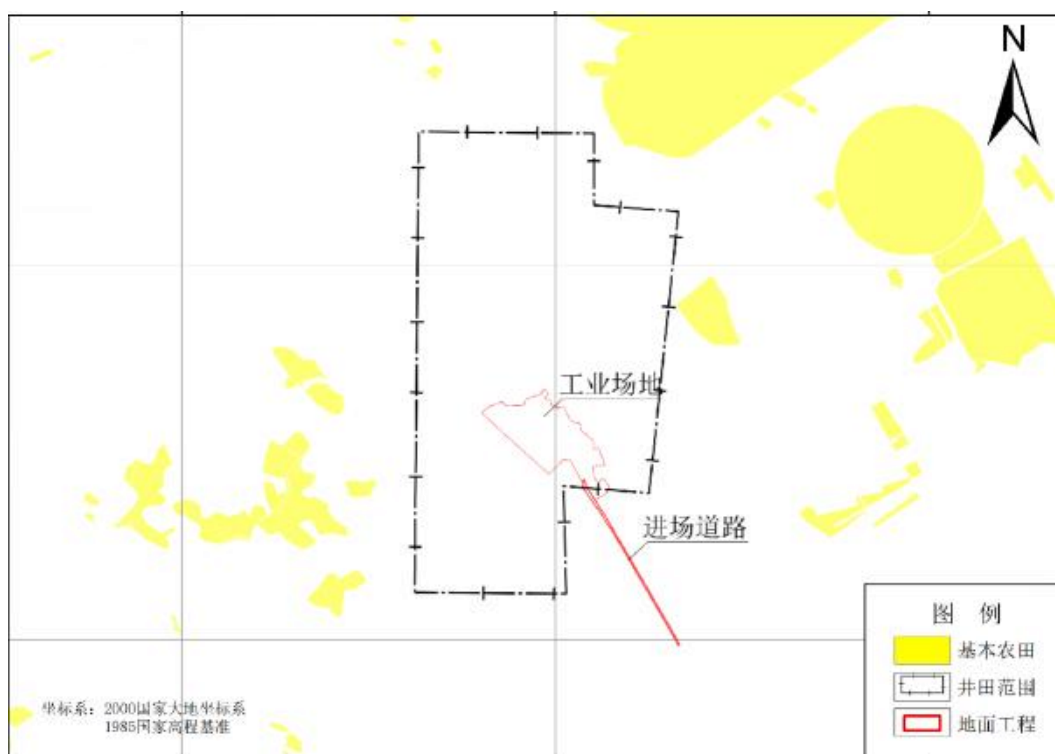 N
工业场地
进场道路
图 例
基本农田
井田范围
地面工程
坐标系：2000国家大地坐标系
1985国家高程基准